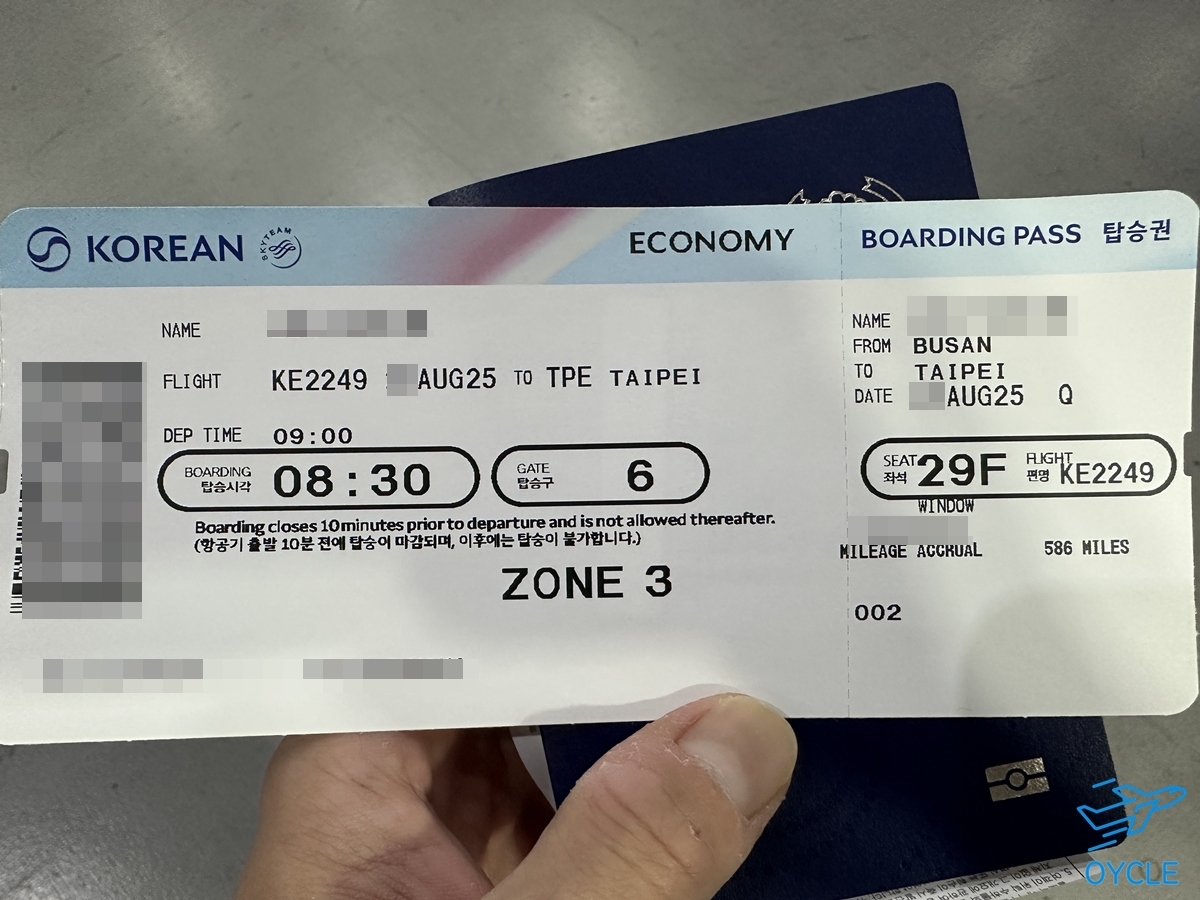 KOREAN SKYTEAM ECONOMY
NAME
FLIGHT KE2249 AUG25 TO TPE TAIPEI
DEP TIME 09:00
BOARDING 탑승시각 08:30 GATE 탑승구 6
Boarding closes 10 minutes prior to departure and is not allowed thereafter.
(항공기 출발 10분 전에 탑승이 마감되며, 이후에는 탑승이 불가합니다.)
ZONE 3
BOARDING PASS 탑승권
NAME
FROM BUSAN
TO TAIPEI
DATE AUG25 Q
SEAT 좌석 29F FLIGHT 편명 KE2249
WINDOW
MILEAGE ACCRUAL 586 MILES
002
OYCLE